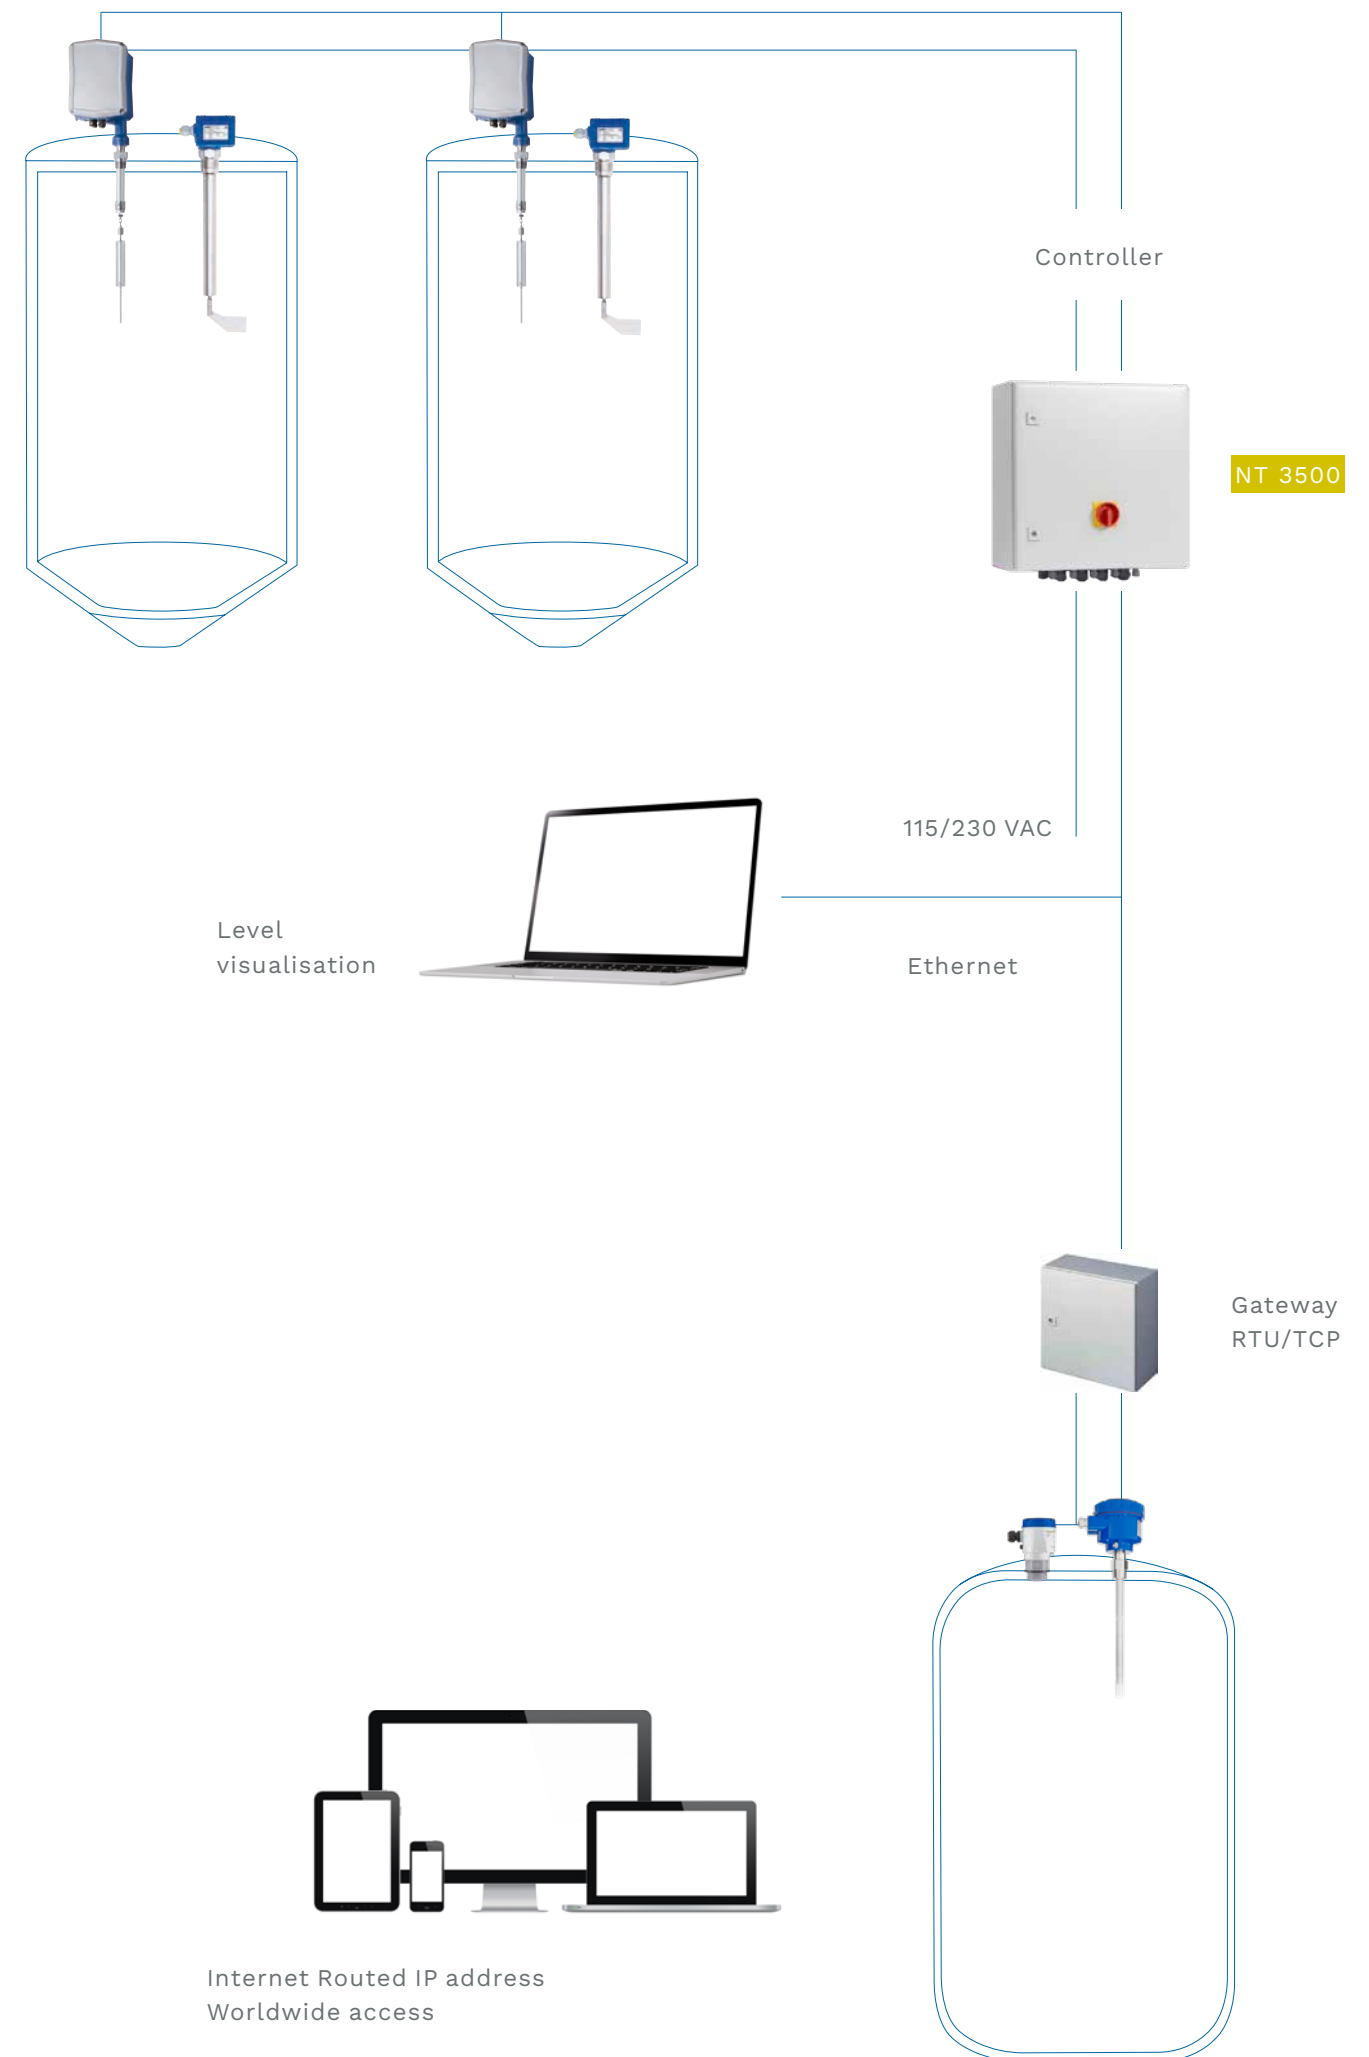 Controller
NT 3500
115/230 VAC
Level
visualisation
Ethernet
Gateway
RTU/TCP
Internet Routed IP address
Worldwide access